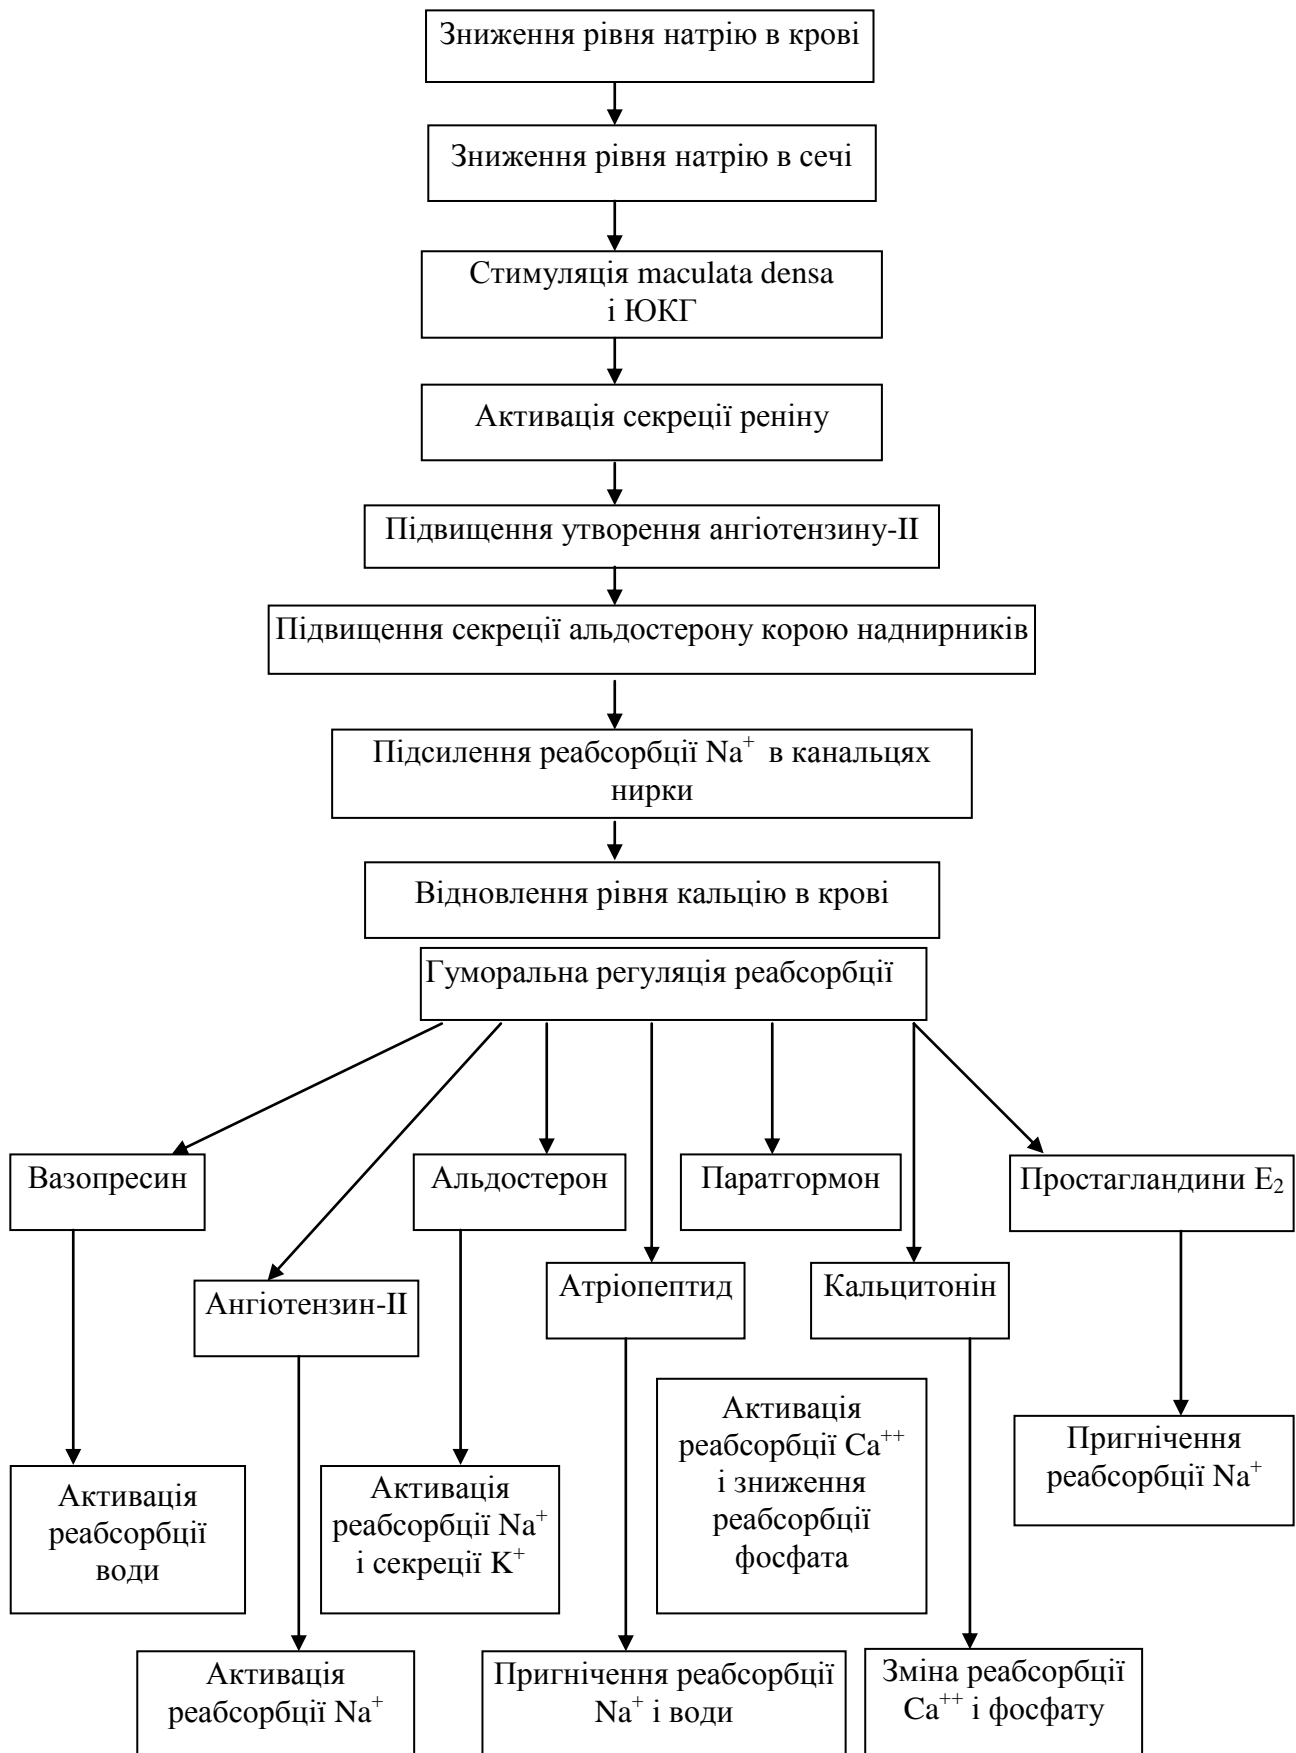 Зниження рівня натрію в крові
Зниження рівня натрію в сечі
Стимуляція maculata densa
і ЮКГ
Активація секреції реніну
Підвищення утворення ангіотензину-II
Підвищення секреції альдостерону корою наднирників
Підсилення реабсорбції Na⁺ в канальцях
нирки
Відновлення рівня кальцію в крові
Гуморальна регуляція реабсорбції
Вазопресин
Альдостерон
Паратгормон
Простагландини Е₂
Ангіотензин-II
Атріопептид
Кальцитонін
Активація
реабсорбції Ca⁺⁺
і зниження
реабсорбції
фосфата
Пригнічення
реабсорбції Na⁺
Активація
реабсорбції
води
Активація
реабсорбції Na⁺
і секреції K⁺
Активація
реабсорбції Na⁺
Пригнічення реабсорбції
Na⁺ і води
Зміна реабсорбції
Ca⁺⁺ і фосфату